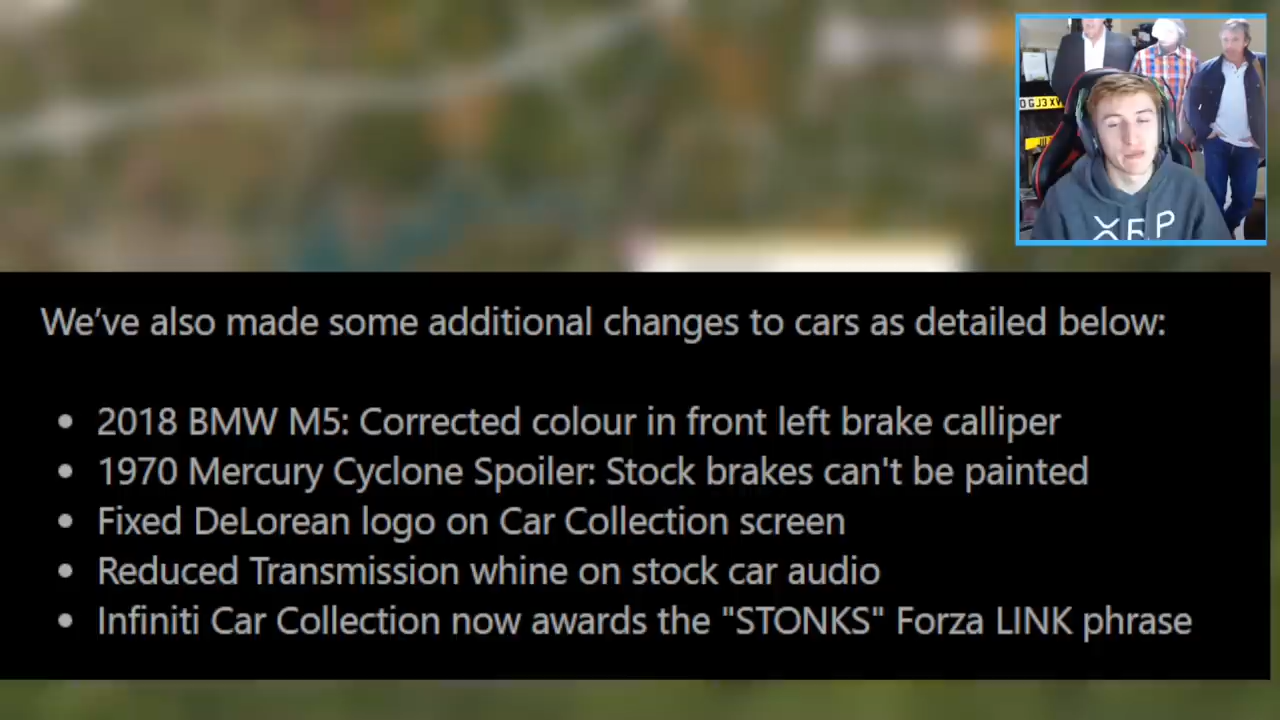 We've also made some additional changes to cars as detailed below:
• 2018 BMW M5: Corrected colour in front left brake calliper
• 1970 Mercury Cyclone Spoiler: Stock brakes can't be painted
• Fixed DeLorean logo on Car Collection screen
• Reduced Transmission whine on stock car audio
• Infiniti Car Collection now awards the "STONKS" Forza LINK phrase